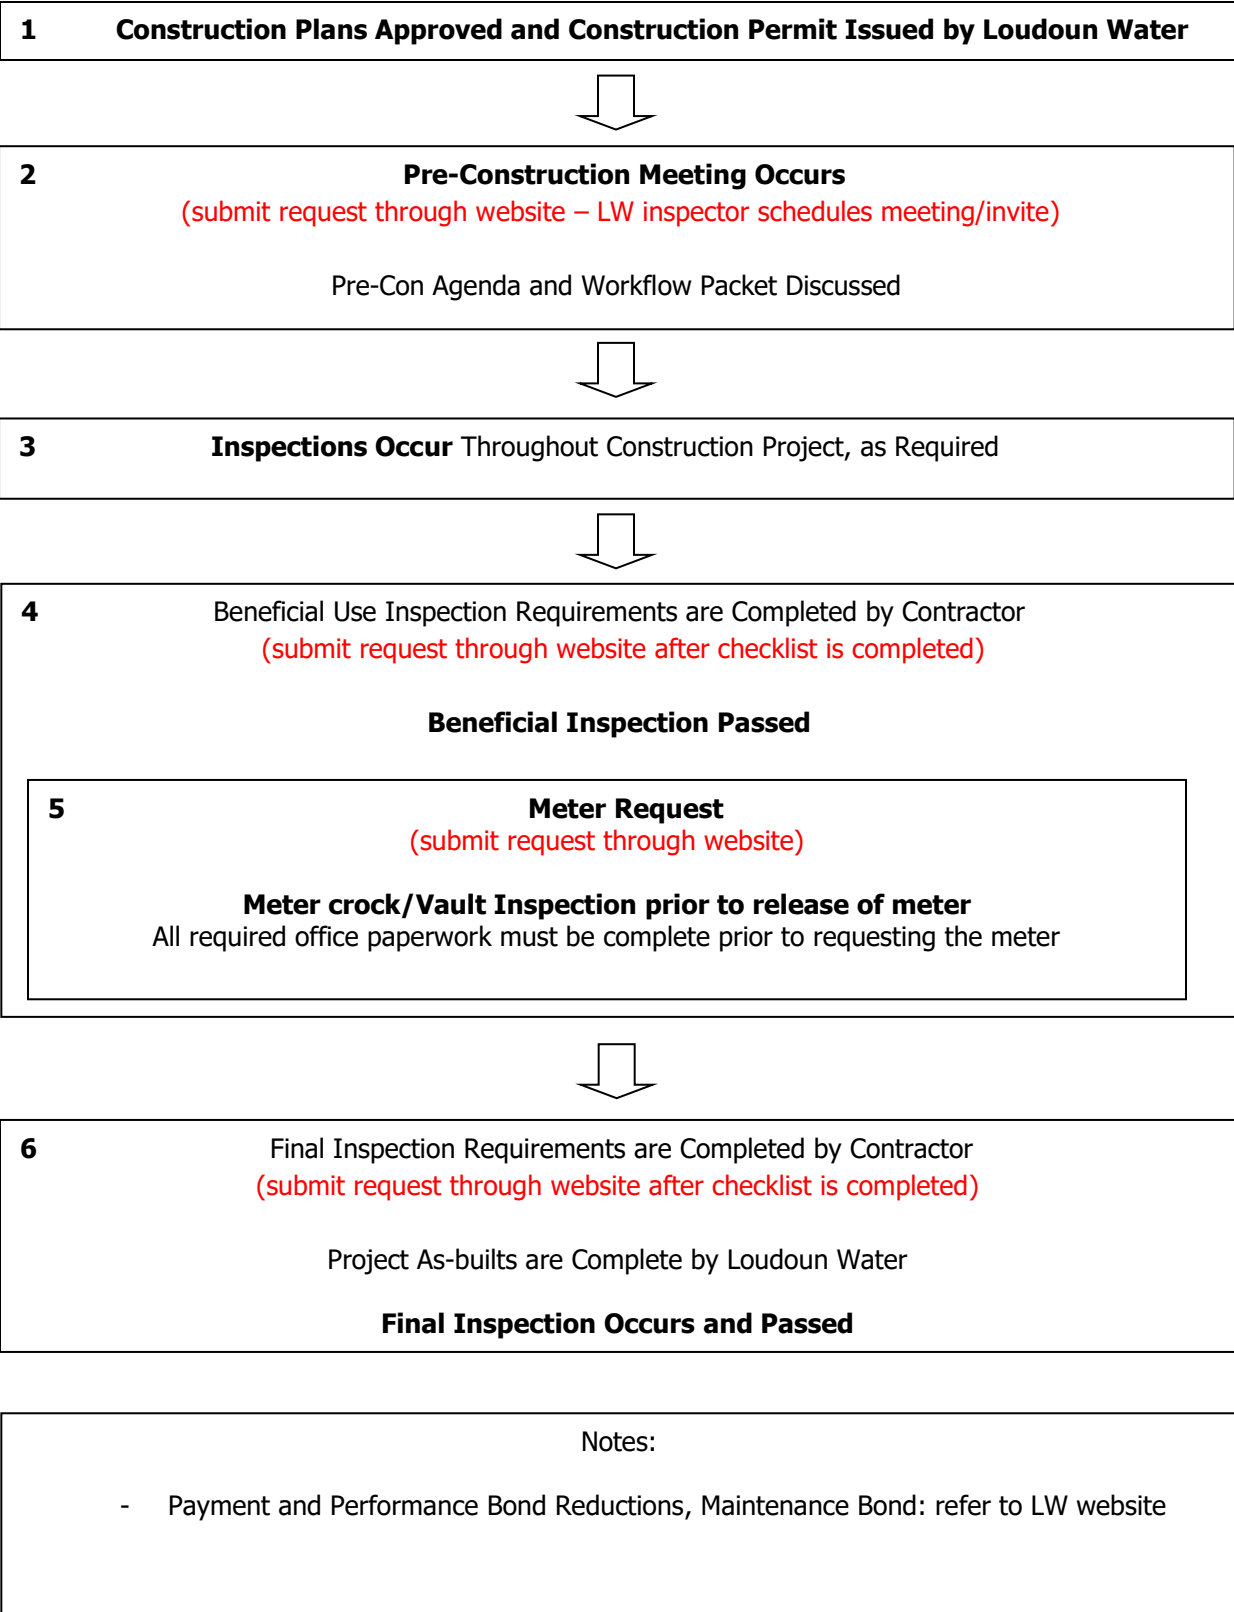 1 Construction Plans Approved and Construction Permit Issued by Loudoun Water
2 Pre-Construction Meeting Occurs
(submit request through website – LW inspector schedules meeting/invite)
Pre-Con Agenda and Workflow Packet Discussed
3 Inspections Occur Throughout Construction Project, as Required
4 Beneficial Use Inspection Requirements are Completed by Contractor
(submit request through website after checklist is completed)
Beneficial Inspection Passed
5 Meter Request
(submit request through website)
Meter crock/Vault Inspection prior to release of meter
All required office paperwork must be complete prior to requesting the meter
6 Final Inspection Requirements are Completed by Contractor
(submit request through website after checklist is completed)
Project As-builts are Complete by Loudoun Water
Final Inspection Occurs and Passed
Notes:
- Payment and Performance Bond Reductions, Maintenance Bond: refer to LW website